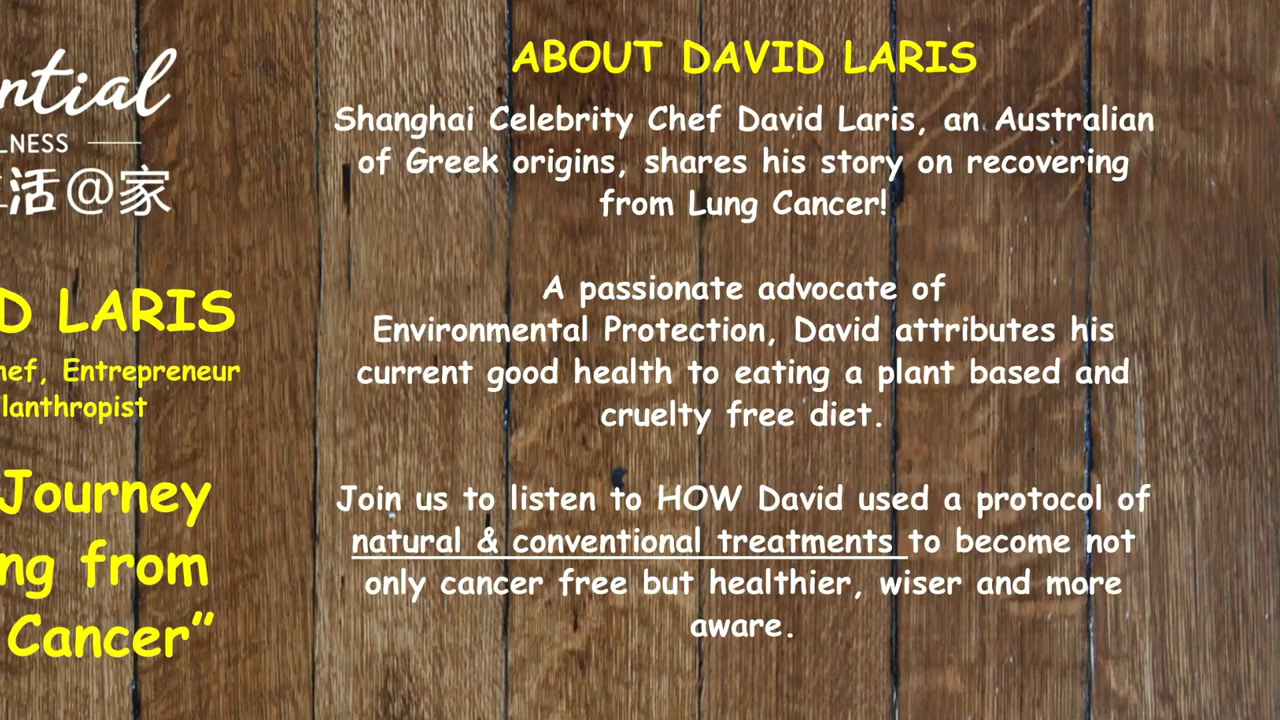 ntial
LNESS
活@家
D LARIS
hef, Entrepreneur
ilanthropist
Journey
ng from
Cancer”
ABOUT DAVID LARIS
Shanghai Celebrity Chef David Laris, an Australian
of Greek origins, shares his story on recovering
from Lung Cancer!
A passionate advocate of
Environmental Protection, David attributes his
current good health to eating a plant based and
cruelty free diet.
Join us to listen to HOW David used a protocol of
natural & conventional treatments to become not
only cancer free but healthier, wiser and more
aware.